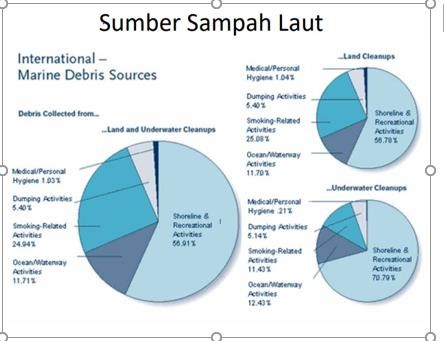 Sumber Sampah Laut
International –
Marine Debris Sources
Debris Collected from...
...Land and Underwater Cleanups
Medical/Personal
Hygiene 1.03%
Dumping Activities
5.40%
Smoking-Related
Activities
24.94%
Ocean/Waterway
Activities
11.71%
Shoreline &
Recreational
Activities
56.91%
...Land Cleanups
Medical/Personal
Hygiene 1.04%
Dumping Activities
5.40%
Smoking-Related
Activities
25.08%
Ocean/Waterway
Activities
11.70%
Shoreline &
Recreational
Activities
56.78%
...Underwater Cleanups
Medical/Personal
Hygiene .21%
Dumping Activities
5.14%
Smoking-Related
Activities
11.43%
Ocean/Waterway
Activities
12.43%
Shoreline &
Recreational
Activities
70.79%